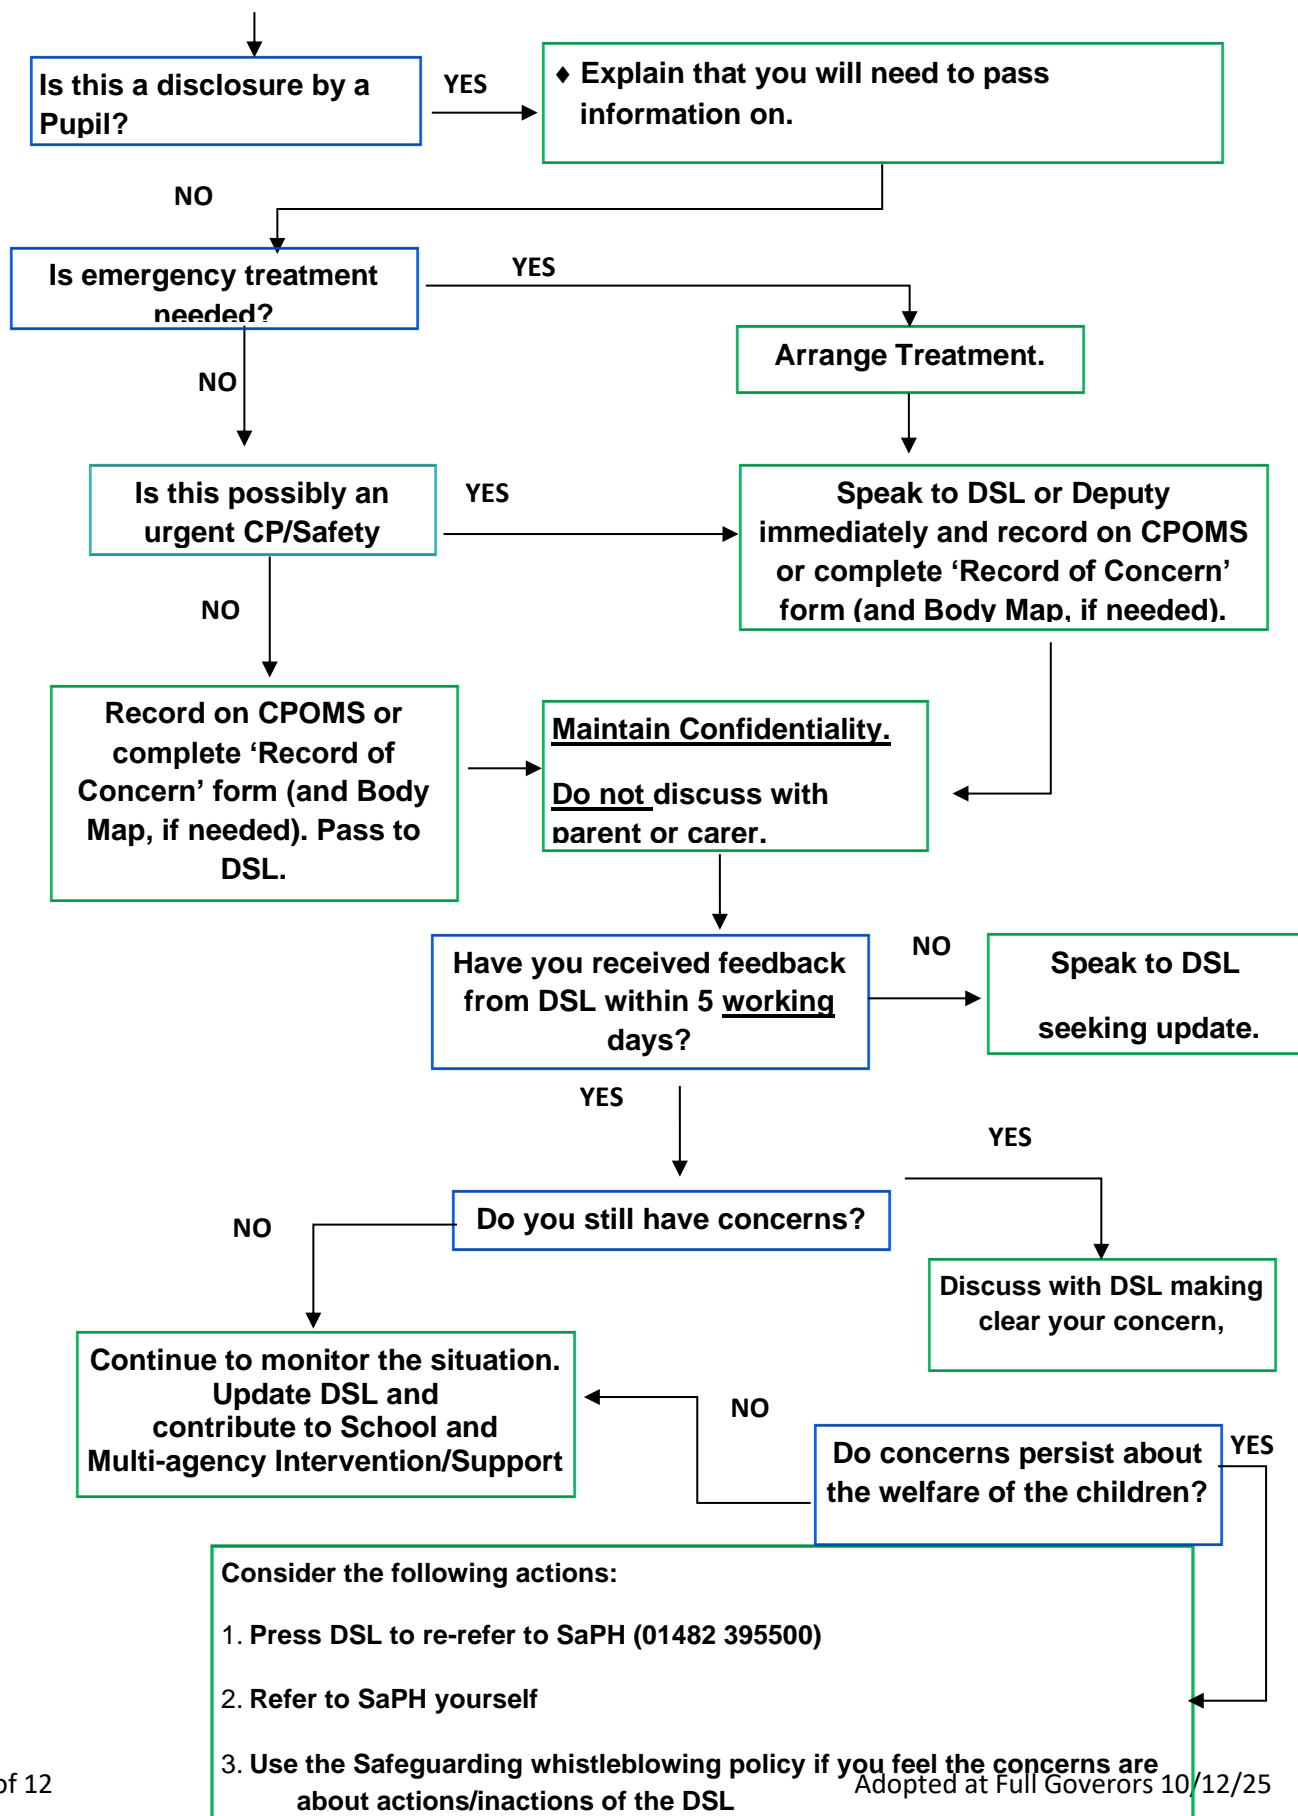 Is this a disclosure by a
Pupil?
YES
♦ Explain that you will need to pass
information on.
NO
Is emergency treatment
needed?
YES
Arrange Treatment.
NO
Is this possibly an
urgent CP/Safety
YES
Speak to DSL or Deputy
immediately and record on CPOMS
or complete ‘Record of Concern’
form (and Body Map, if needed).
NO
Record on CPOMS or
complete ‘Record of
Concern’ form (and Body
Map, if needed). Pass to
DSL.
Maintain Confidentiality.
Do not discuss with
parent or carer.
Have you received feedback
from DSL within 5 working
days?
NO
Speak to DSL
seeking update.
YES
YES
Do you still have concerns?
NO
Discuss with DSL making
clear your concern,
Continue to monitor the situation.
Update DSL and
contribute to School and
Multi-agency Intervention/Support
NO
Do concerns persist about
the welfare of the children?
YES
Consider the following actions:
1. Press DSL to re-refer to SaPH (01482 395500)
2. Refer to SaPH yourself
3. Use the Safeguarding whistleblowing policy if you feel the concerns are
about actions/inactions of the DSL
of 12
Adopted at Full Goverors 10/12/25